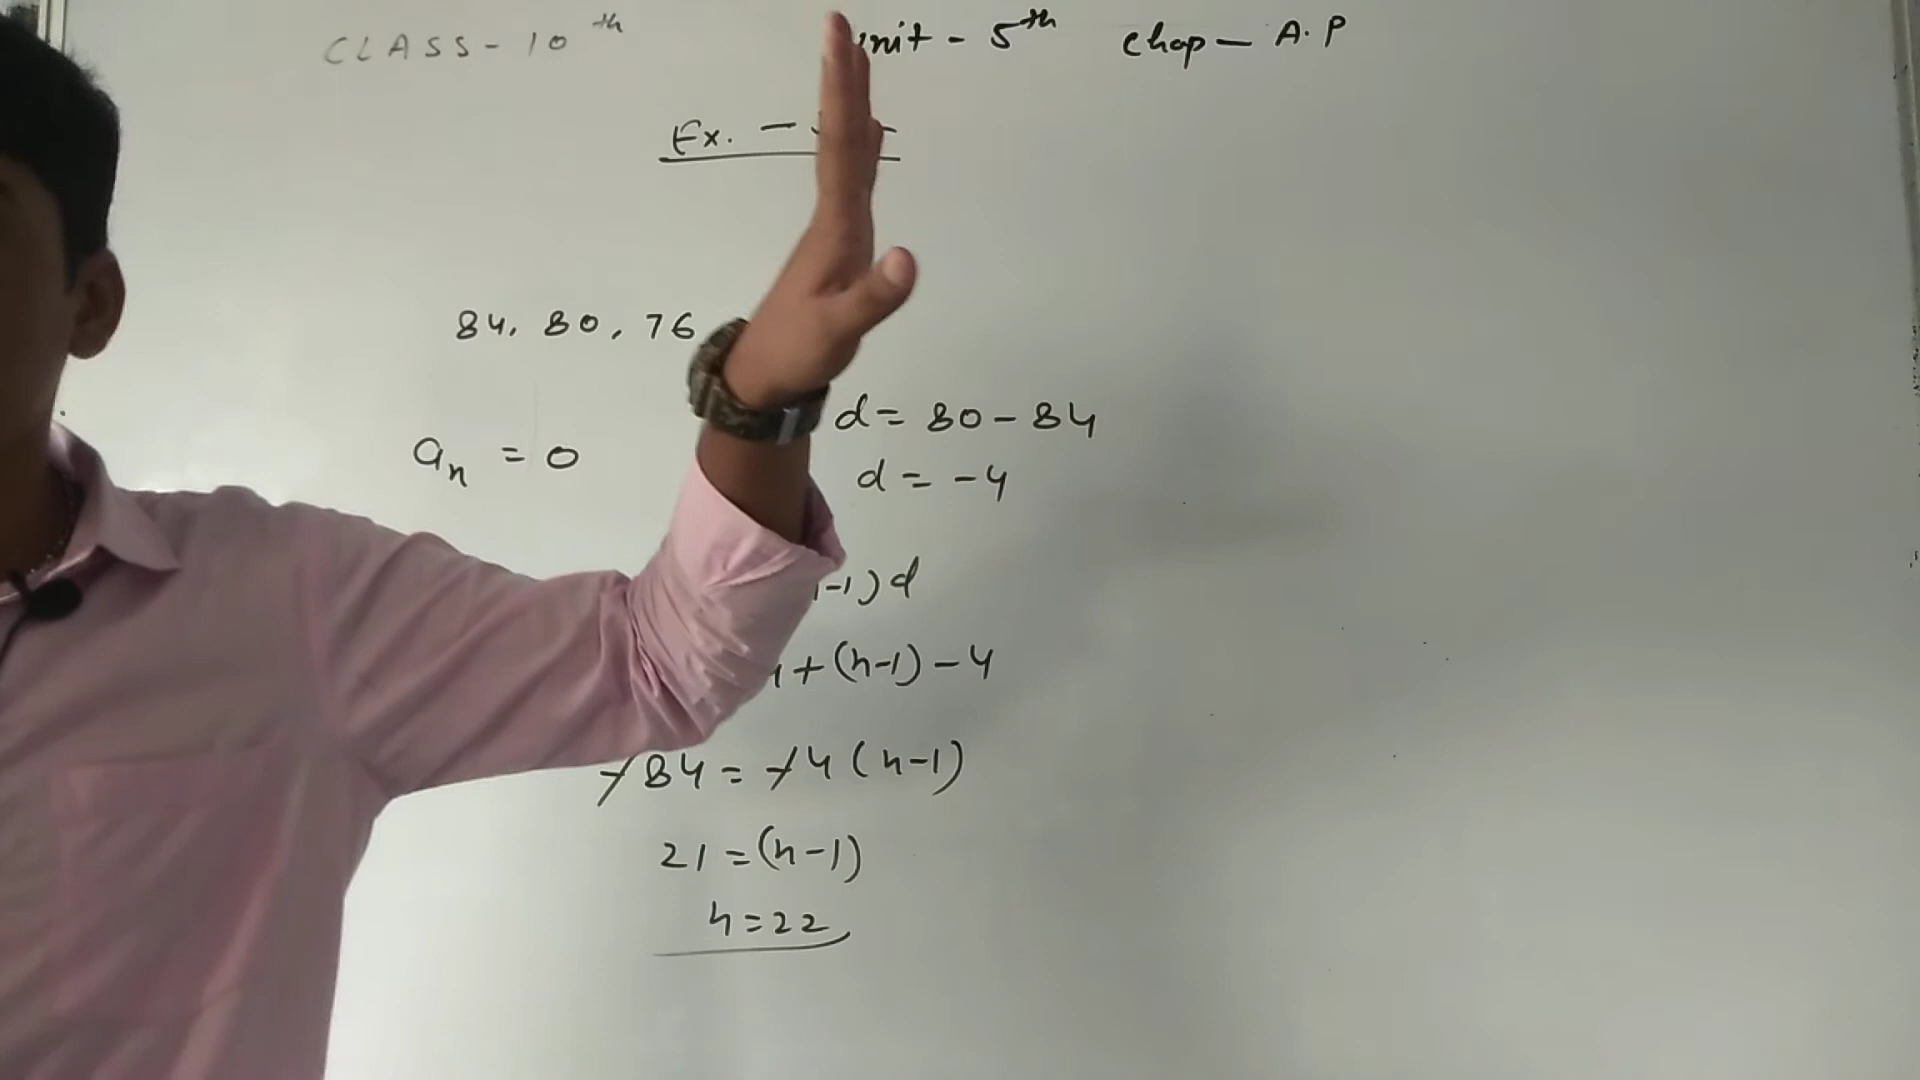 CLASS - 10th unit - 5th chap - A.P
Ex. -
84, 80, 76
d = 80 - 84
an = 0
d = -4
-1)d
+ (n-1) - 4
-84 = -4 (n-1)
21 = (n-1)
n = 22